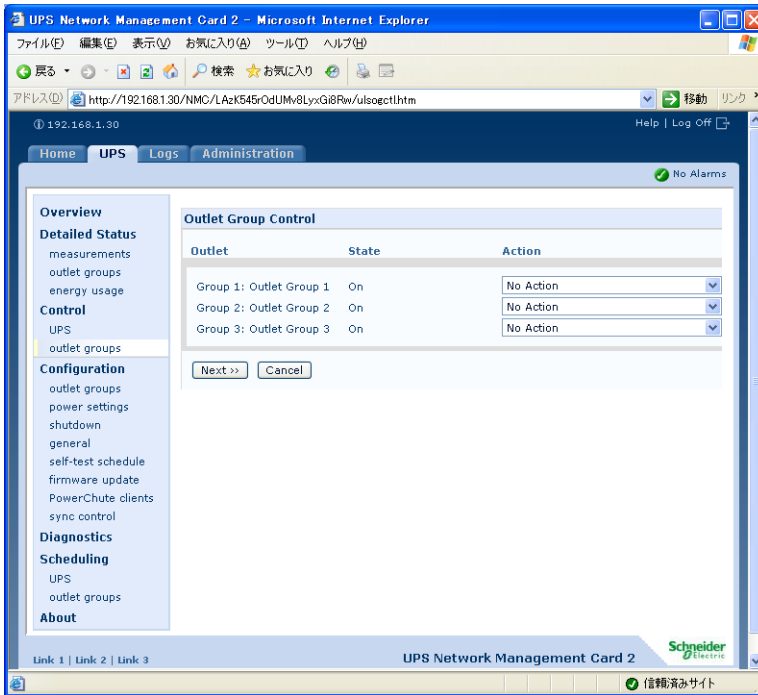 UPS Network Management Card 2 - Microsoft Internet Explorer
ファイル(F) 編集(E) 表示(V) お気に入り(A) ツール(T) ヘルプ(H)
戻る 検索 お気に入り
アドレス(D) http://192.168.1.30/NMC/LAzK545rOdUMv8LyxGi8Rw/ulsogctl.htm 移動 リンク »
192.168.1.30 Help | Log Off
Home UPS Logs Administration
No Alarms
Overview
Detailed Status
measurements
outlet groups
energy usage
Control
UPS
outlet groups
Configuration
outlet groups
power settings
shutdown
general
self-test schedule
firmware update
PowerChute clients
sync control
Diagnostics
Scheduling
UPS
outlet groups
About
Outlet Group Control
Outlet State Action
Group 1: Outlet Group 1 On No Action
Group 2: Outlet Group 2 On No Action
Group 3: Outlet Group 3 On No Action
Next >> Cancel
Link 1 | Link 2 | Link 3
UPS Network Management Card 2
Schneider Electric
信頼済みサイト